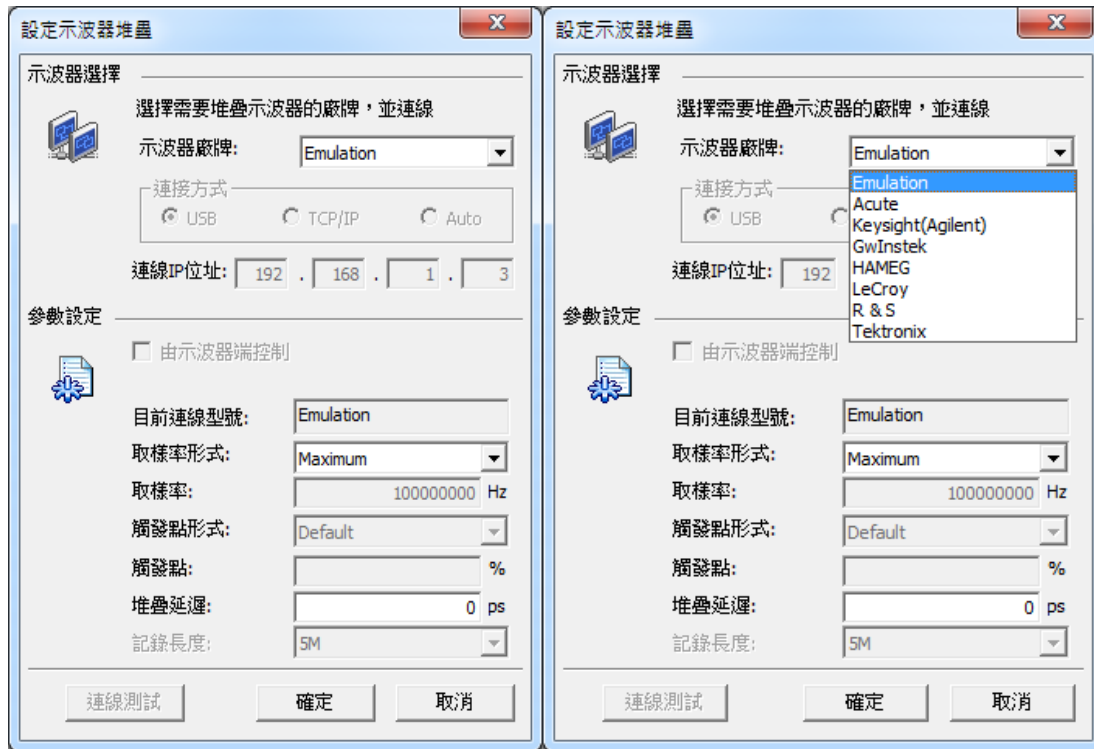 設定示波器堆疊
示波器選擇
選擇需要堆疊示波器的廠牌，並連線
示波器廠牌: Emulation
連接方式
USB TCP/IP Auto
連線IP位址: 192 . 168 . 1 . 3
參數設定
由示波器端控制
目前連線型號: Emulation
取樣率形式: Maximum
取樣率: 100000000 Hz
觸發點形式: Default
觸發點: %
堆疊延遲: 0 ps
記錄長度: 5M
連線測試 確定 取消
設定示波器堆疊
示波器選擇
選擇需要堆疊示波器的廠牌，並連線
示波器廠牌: Emulation
Emulation
Acute
Keysight(Agilent)
GwInstek
HAMEG
LeCroy
R & S
Tektronix
連接方式
USB
連線IP位址: 192
參數設定
由示波器端控制
目前連線型號: Emulation
取樣率形式: Maximum
取樣率: 100000000 Hz
觸發點形式: Default
觸發點: %
堆疊延遲: 0 ps
記錄長度: 5M
連線測試 確定 取消